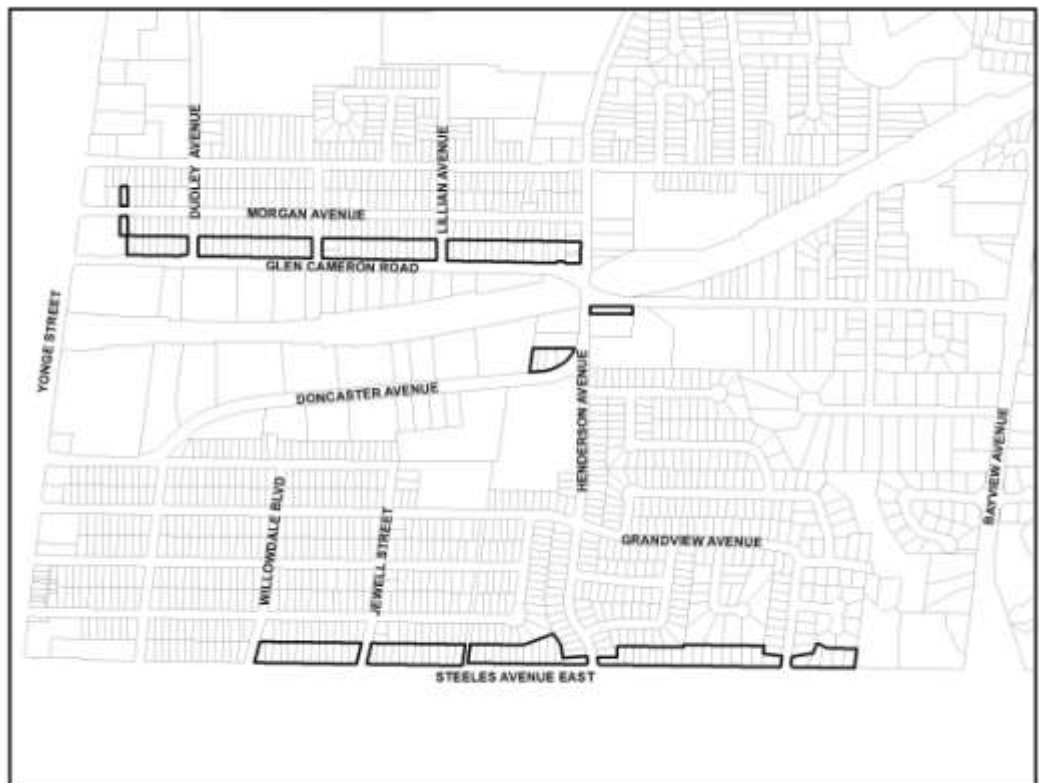 DUDLEY AVENUE
LILLIAN AVENUE
MORGAN AVENUE
GLEN CAMERON ROAD
YONGE STREET
DONCASTER AVENUE
HENDERSON AVENUE
BAYVIEW AVENUE
WILLOWDALE BLVD
JEWELL STREET
GRANDVIEW AVENUE
STEELES AVENUE EAST